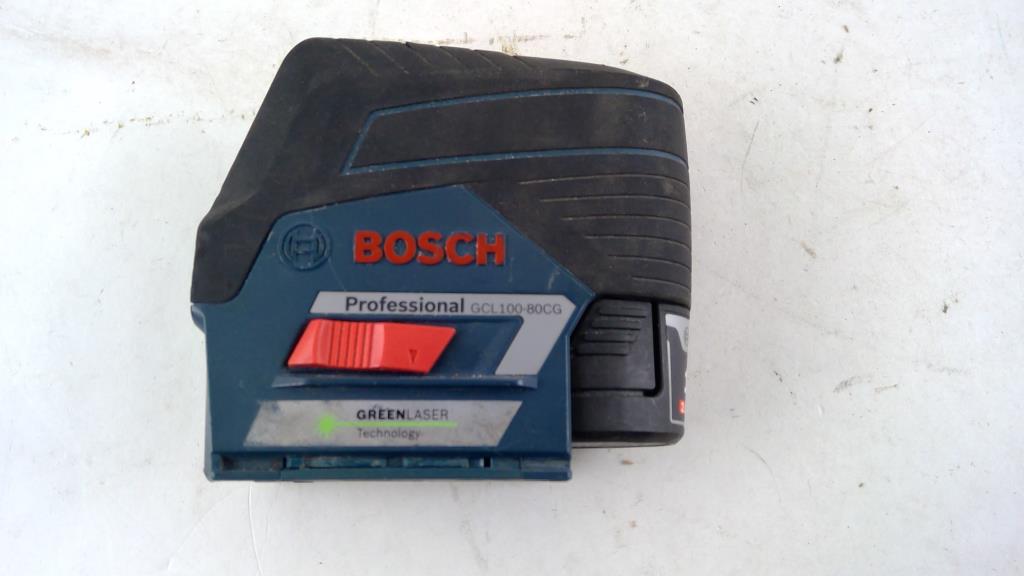 BOSCH
Professional GCL100-80CG
GREENLASER
Technology